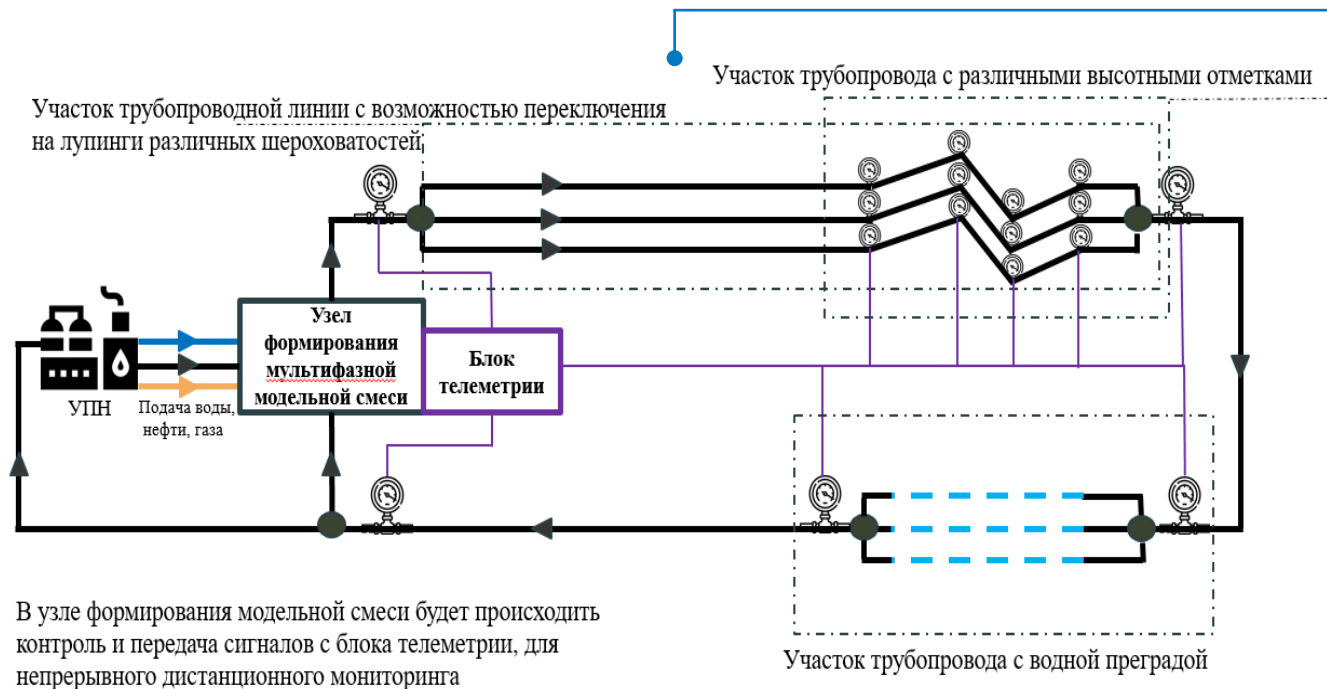 Участок трубопровода с различными высотными отметками
Участок трубопроводной линии с возможностью переключения
на лупинги различных шероховатостей
Узел
формирования
мультифазной
модельной смеси
Блок
телеметрии
УПН
Подача воды,
нефти, газа
В узле формирования модельной смеси будет происходить
контроль и передача сигналов с блока телеметрии, для
непрерывного дистанционного мониторинга
Участок трубопровода с водной преградой